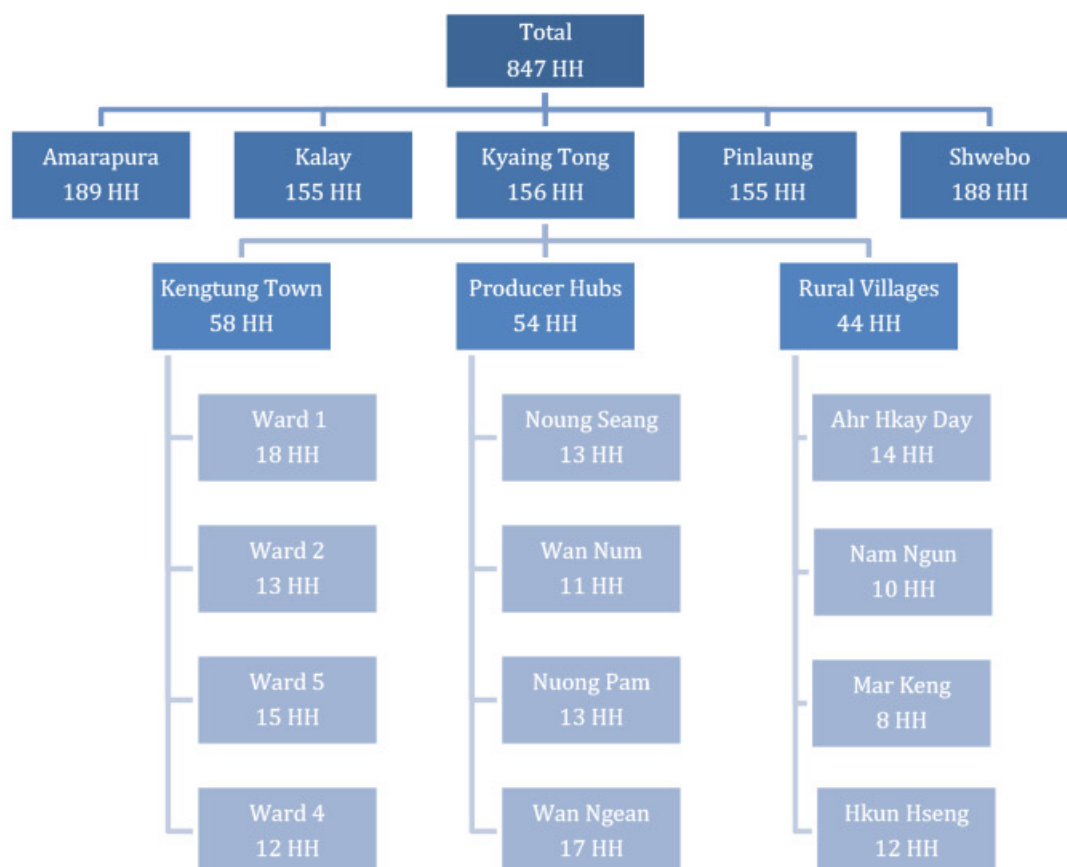 Total
847 HH
Amarapura
189 HH
Kalay
155 HH
Kyaing Tong
156 HH
Pinlaung
155 HH
Shwebo
188 HH
Kengtung Town
58 HH
Producer Hubs
54 HH
Rural Villages
44 HH
Ward 1
18 HH
Ward 2
13 HH
Ward 5
15 HH
Ward 4
12 HH
Noung Seang
13 HH
Wan Num
11 HH
Nuong Pam
13 HH
Wan Ngean
17 HH
Ahr Hkay Day
14 HH
Nam Ngun
10 HH
Mar Keng
8 HH
Hkun Hseng
12 HH